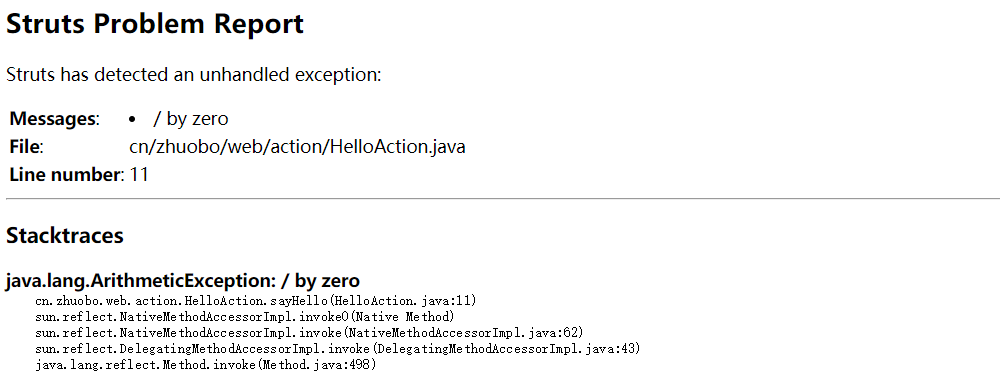 Struts Problem Report
Struts has detected an unhandled exception:
Messages: • / by zero
File: cn/zhuobo/web/action/HelloAction.java
Line number: 11
Stacktraces
java.lang.ArithmeticException: / by zero
cn.zhuobo.web.action.HelloAction.sayHello(HelloAction.java:11)
sun.reflect.NativeMethodAccessorImpl.invoke0(Native Method)
sun.reflect.NativeMethodAccessorImpl.invoke(NativeMethodAccessorImpl.java:62)
sun.reflect.DelegatingMethodAccessorImpl.invoke(DelegatingMethodAccessorImpl.java:43)
java.lang.reflect.Method.invoke(Method.java:498)